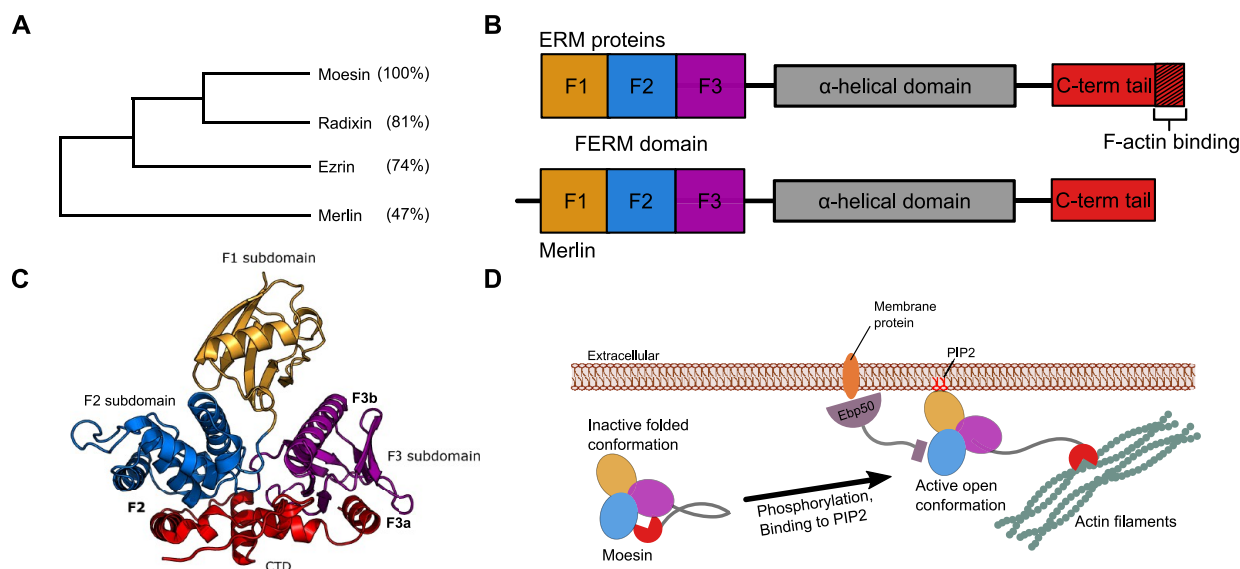 A
Moesin (100%)
Radixin (81%)
Ezrin (74%)
Merlin (47%)
B
ERM proteins
F1 F2 F3 α-helical domain C-term tail
F-actin binding
FERM domain
F1 F2 F3 α-helical domain C-term tail
Merlin
C
F1 subdomain
F2 subdomain
F3b
F3 subdomain
F2
F3a
CTD
D
Membrane
protein
Extracellular
PIP2
Ebp50
Inactive folded
conformation
Moesin
Phosphorylation,
Binding to PIP2
Active open
conformation
Actin filaments